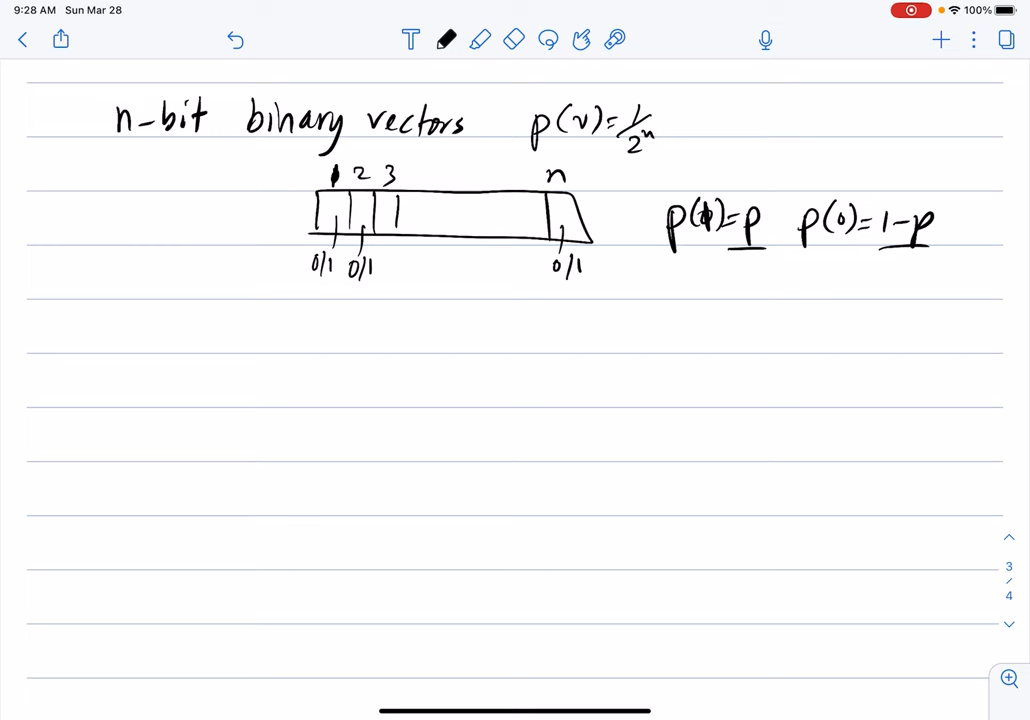 9:28 AM Sun Mar 28 100%
T
n-bit binary vectors p(v)=1/2ⁿ
1 2 3 n
p(1)=p p(0)=1-p
0/1 0/1 0/1
3
/
4